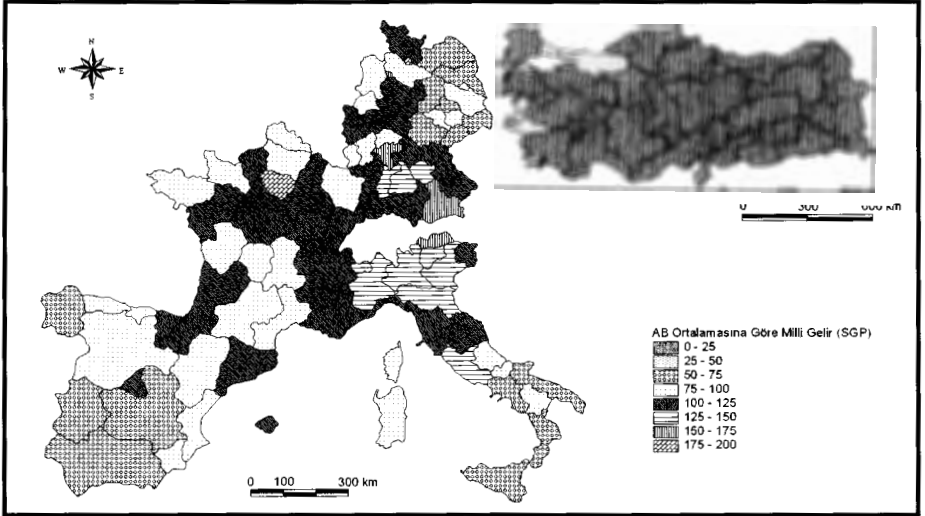 N
W E
S
0 300 600 km
AB Ortalamasına Göre Milli Gelir (SGP)
0 - 25
25 - 50
50 - 75
75 - 100
100 - 125
125 - 150
150 - 175
175 - 200
0 100 300 km